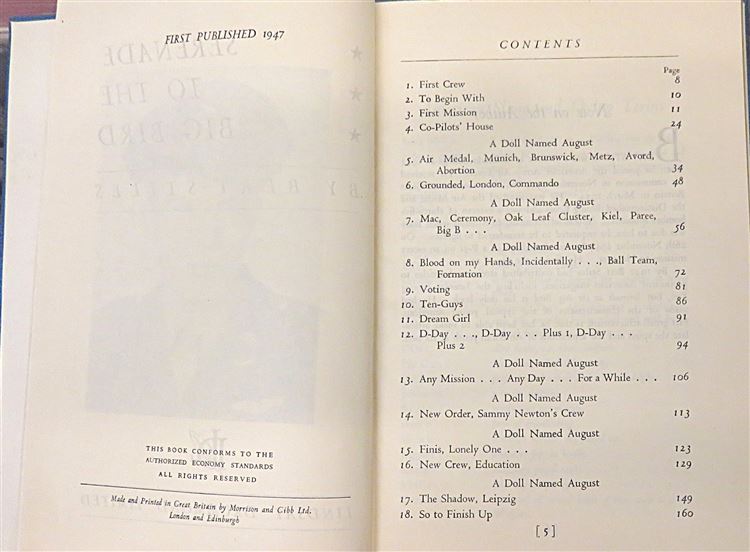 FIRST PUBLISHED 1947
SERENADE
TO THE
BIG BIRD
THIS BOOK CONFORMS TO THE
AUTHORIZED ECONOMY STANDARDS
ALL RIGHTS RESERVED
Made and Printed in Great Britain by Morrison and Gibb Ltd.
London and Edinburgh
CONTENTS
Page
1. First Crew 8
2. To Begin With 10
3. First Mission 11
4. Co-Pilots' House 24
A Doll Named August
5. Air Medal, Munich, Brunswick, Metz, Avord,
Abortion 34
6. Grounded, London, Commando 48
A Doll Named August
7. Mac, Ceremony, Oak Leaf Cluster, Kiel, Paree,
Big B . . . 56
A Doll Named August
8. Blood on my Hands, Incidentally . . ., Ball Team,
Formation 72
9. Voting 81
10. Ten-Guys 86
11. Dream Girl 91
12. D-Day . . ., D-Day . . . Plus 1, D-Day . . .
Plus 2 94
A Doll Named August
13. Any Mission . . . Any Day . . . For a While . . . 106
A Doll Named August
14. New Order, Sammy Newton's Crew 113
A Doll Named August
15. Finis, Lonely One . . . 123
16. New Crew, Education 129
A Doll Named August
17. The Shadow, Leipzig 149
18. So to Finish Up 160
[5]